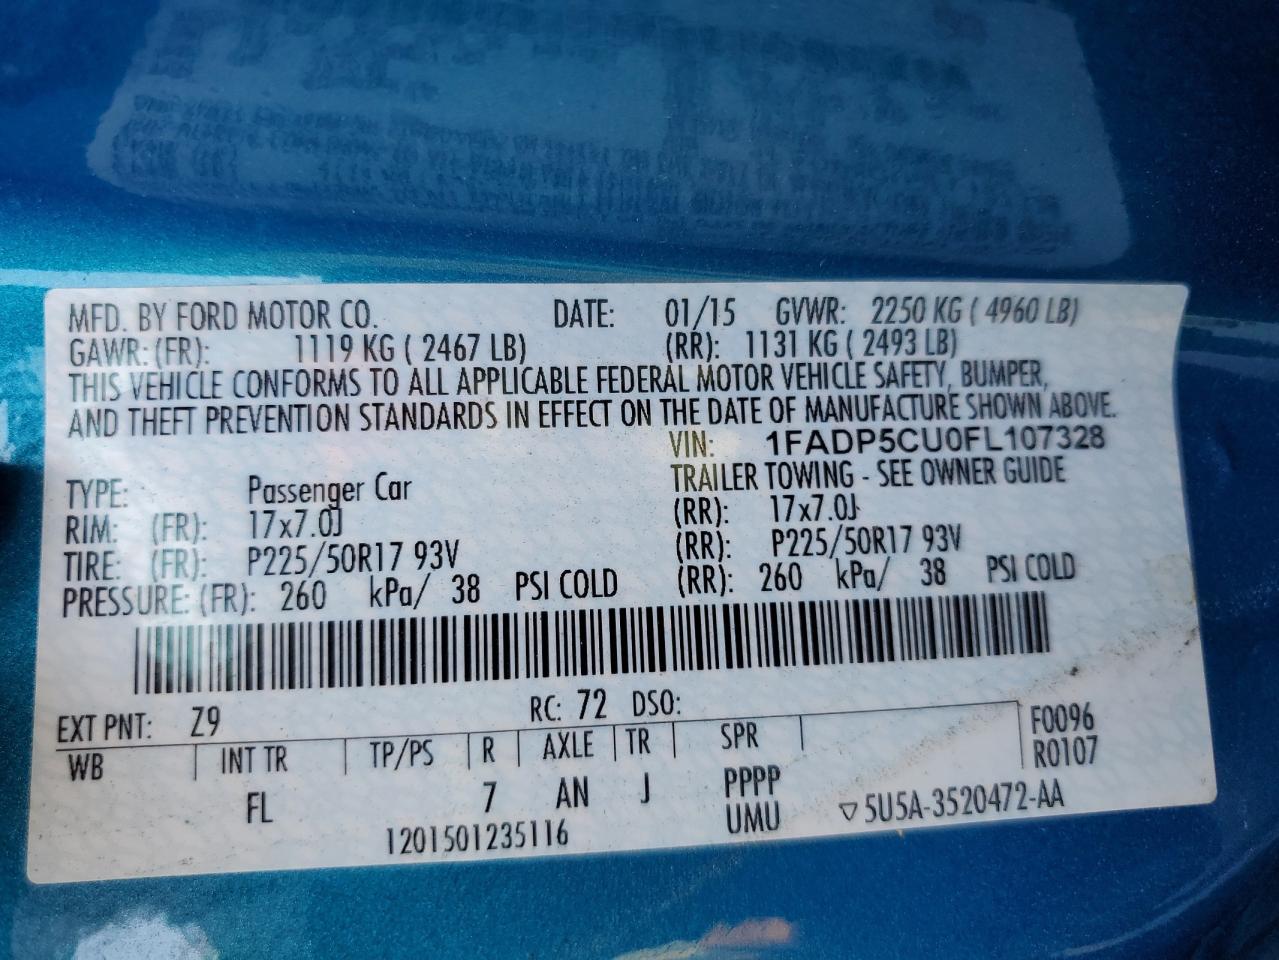 MFD. BY FORD MOTOR CO. DATE: 01/15 GVWR: 2250 KG ( 4960 LB)
GAWR: (FR): 1119 KG ( 2467 LB) (RR): 1131 KG ( 2493 LB)
THIS VEHICLE CONFORMS TO ALL APPLICABLE FEDERAL MOTOR VEHICLE SAFETY, BUMPER,
AND THEFT PREVENTION STANDARDS IN EFFECT ON THE DATE OF MANUFACTURE SHOWN ABOVE.
VIN: 1FADP5CU0FL107328
TYPE: Passenger Car TRAILER TOWING - SEE OWNER GUIDE
RIM: (FR): 17x7.0J (RR): 17x7.0J
TIRE: (FR): P225/50R17 93V (RR): P225/50R17 93V
PRESSURE: (FR): 260 kPa/ 38 PSI COLD (RR): 260 kPa/ 38 PSI COLD
EXT PNT: Z9 RC: 72 DSO:
WB INT TR TP/PS R AXLE TR SPR F0096
R0107
FL 7 AN J PPPP
1201501235116 UMU ▽ 5U5A-3520472-AA